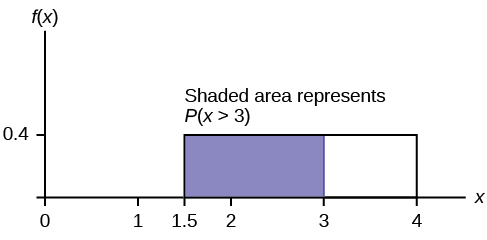 f(x)
Shaded area represents
P(x > 3)
0.4
x
0 1 1.5 2 3 4